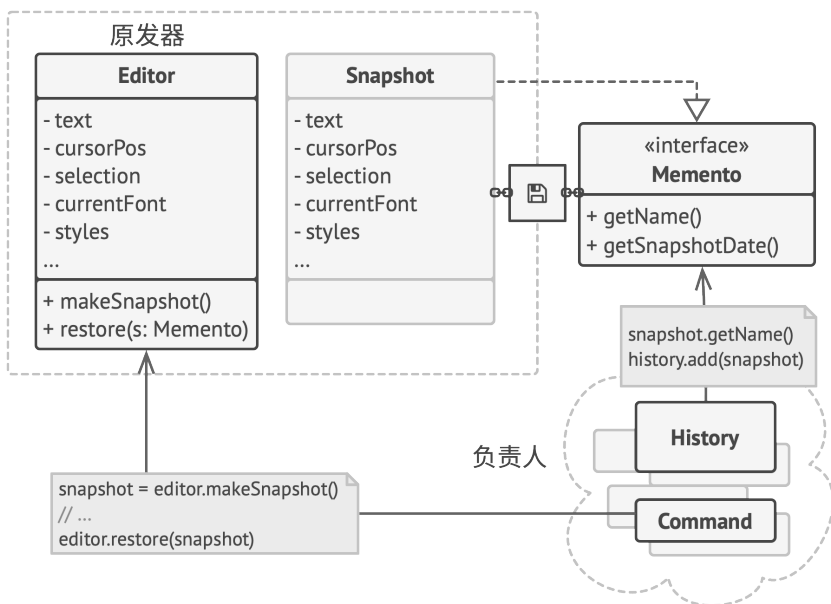 原发器
Editor
- text
- cursorPos
- selection
- currentFont
- styles
...
+ makeSnapshot()
+ restore(s: Memento)
Snapshot
- text
- cursorPos
- selection
- currentFont
- styles
...
«interface»
Memento
+ getName()
+ getSnapshotDate()
snapshot.getName()
history.add(snapshot)
负责人
History
Command
snapshot = editor.makeSnapshot()
// ...
editor.restore(snapshot)